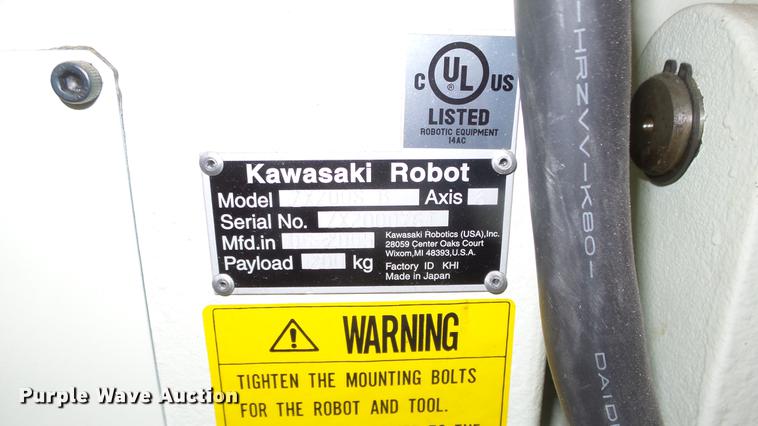 C UL US
®
LISTED
ROBOTIC EQUIPMENT
14AC
Kawasaki Robot
Model Axis
Serial No.
Mfd.in
Payload kg
Kawasaki Robotics (USA),Inc.
28059 Center Oaks Court
Wixom,MI 48393,U.S.A.
Factory ID KHI
Made in Japan
WARNING
TIGHTEN THE MOUNTING BOLTS
FOR THE ROBOT AND TOOL.
TO THE
-HRZVV-K80-
DAID
Purple Wave Auction